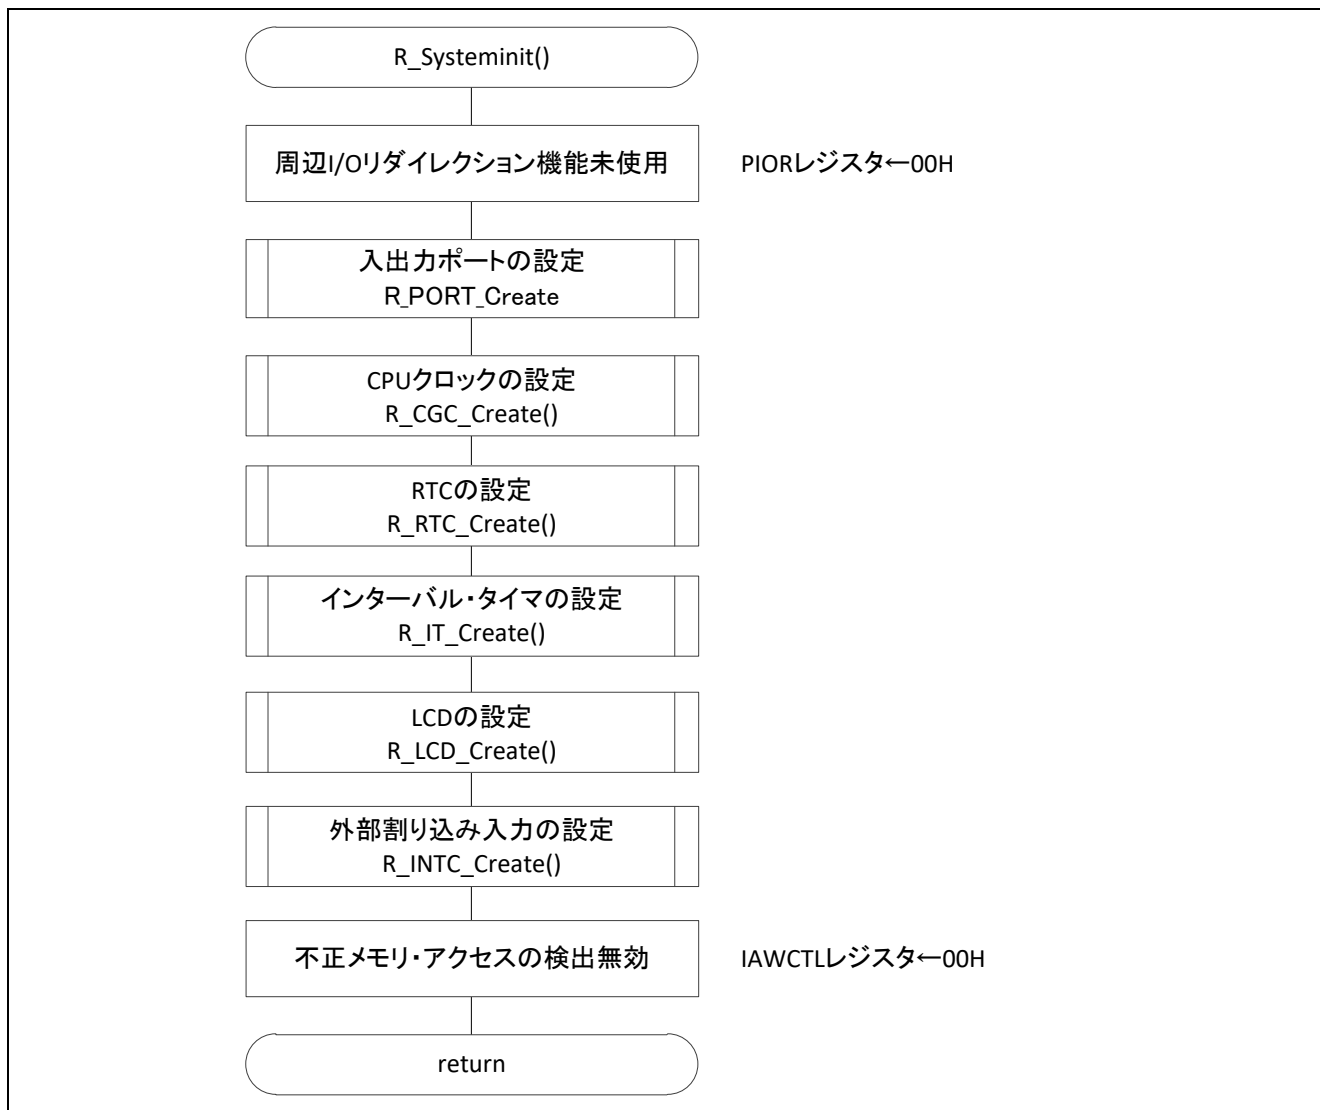 R_Systeminit()
周辺I/Oリダイレクション機能未使用
PIORレジスタ←00H
入出力ポートの設定
R_PORT_Create
CPUクロックの設定
R_CGC_Create()
RTCの設定
R_RTC_Create()
インターバル・タイマの設定
R_IT_Create()
LCDの設定
R_LCD_Create()
外部割り込み入力の設定
R_INTC_Create()
不正メモリ・アクセスの検出無効
IAWCTLレジスタ←00H
return